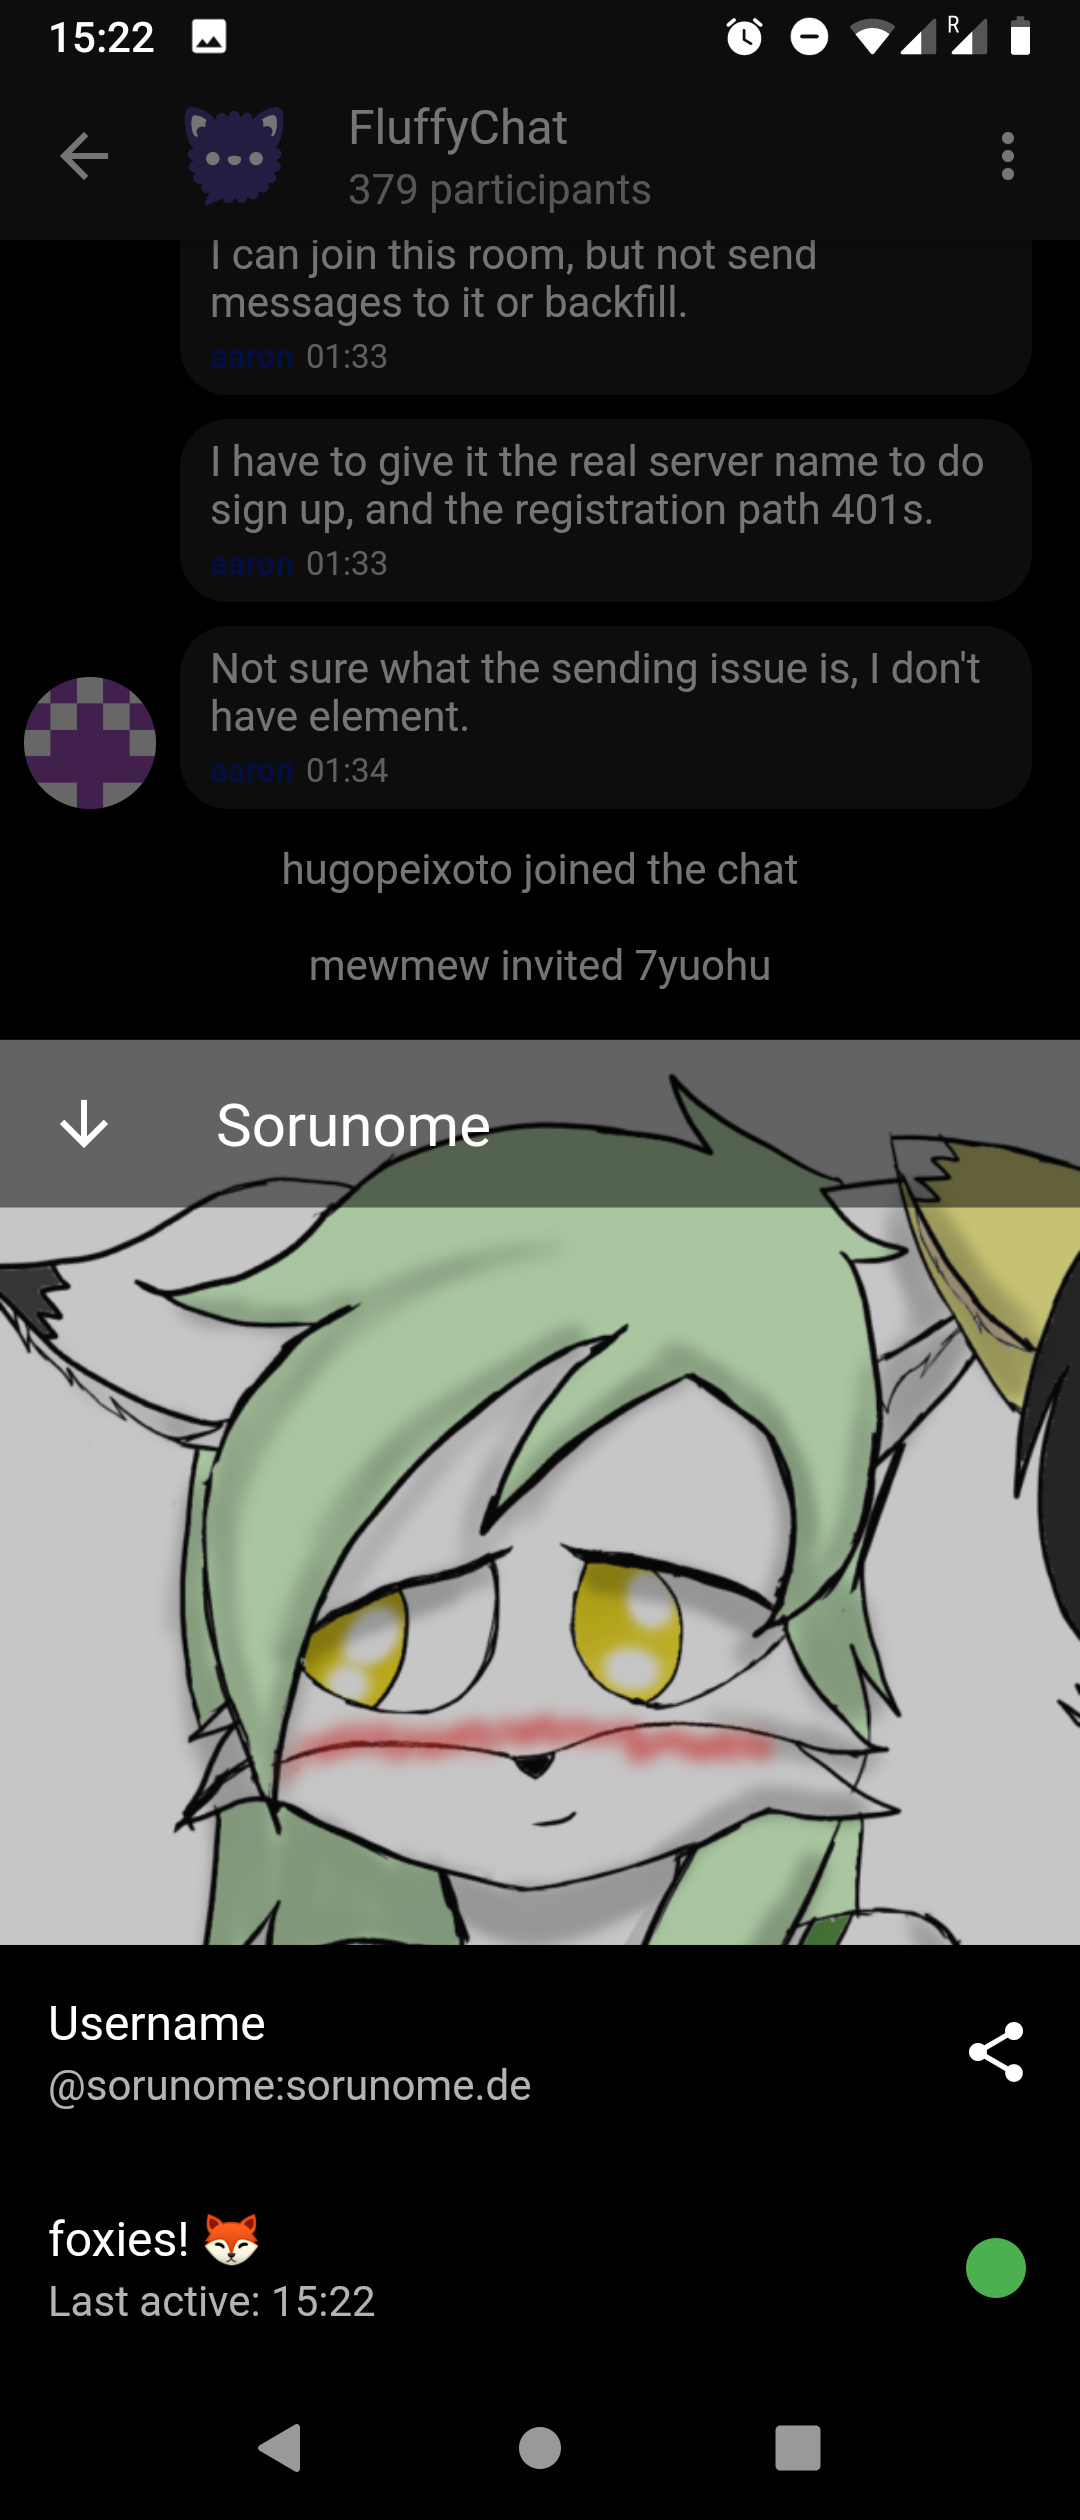 15:22
R
FluffyChat
379 participants
I can join this room, but not send
messages to it or backfill.
aaron 01:33
I have to give it the real server name to do
sign up, and the registration path 401s.
aaron 01:33
Not sure what the sending issue is, I don't
have element.
aaron 01:34
hugopeixoto joined the chat
mewmew invited 7yuohu
Sorunome
Username
@sorunome:sorunome.de
foxies! 🦊
Last active: 15:22